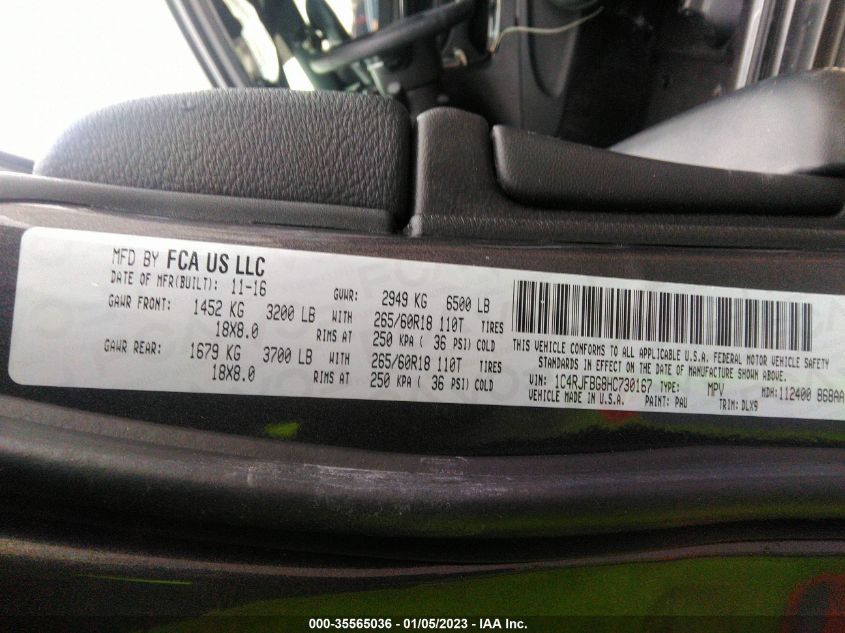 MFD BY FCA US LLC
DATE OF MFR(BUILT): 11-16 GVWR: 2949 KG 6500 LB
GAWR FRONT: 1452 KG 3200 LB WITH 265/60R18 110T TIRES
18X8.0 RIMS AT 250 KPA ( 36 PSI) COLD
GAWR REAR: 1679 KG 3700 LB WITH 265/60R18 110T TIRES
18X8.0 RIMS AT 250 KPA ( 36 PSI) COLD
THIS VEHICLE CONFORMS TO ALL APPLICABLE U.S.A. FEDERAL MOTOR VEHICLE SAFETY
STANDARDS IN EFFECT ON THE DATE OF MANUFACTURE SHOWN ABOVE.
VIN: 1C4RJFBG8HC730167 TYPE: MPV MDH:112400 868AA
VEHICLE MADE IN U.S.A. PAINT: PAU TRIM: DLX9
000-35565036 - 01/05/2023 - IAA Inc.